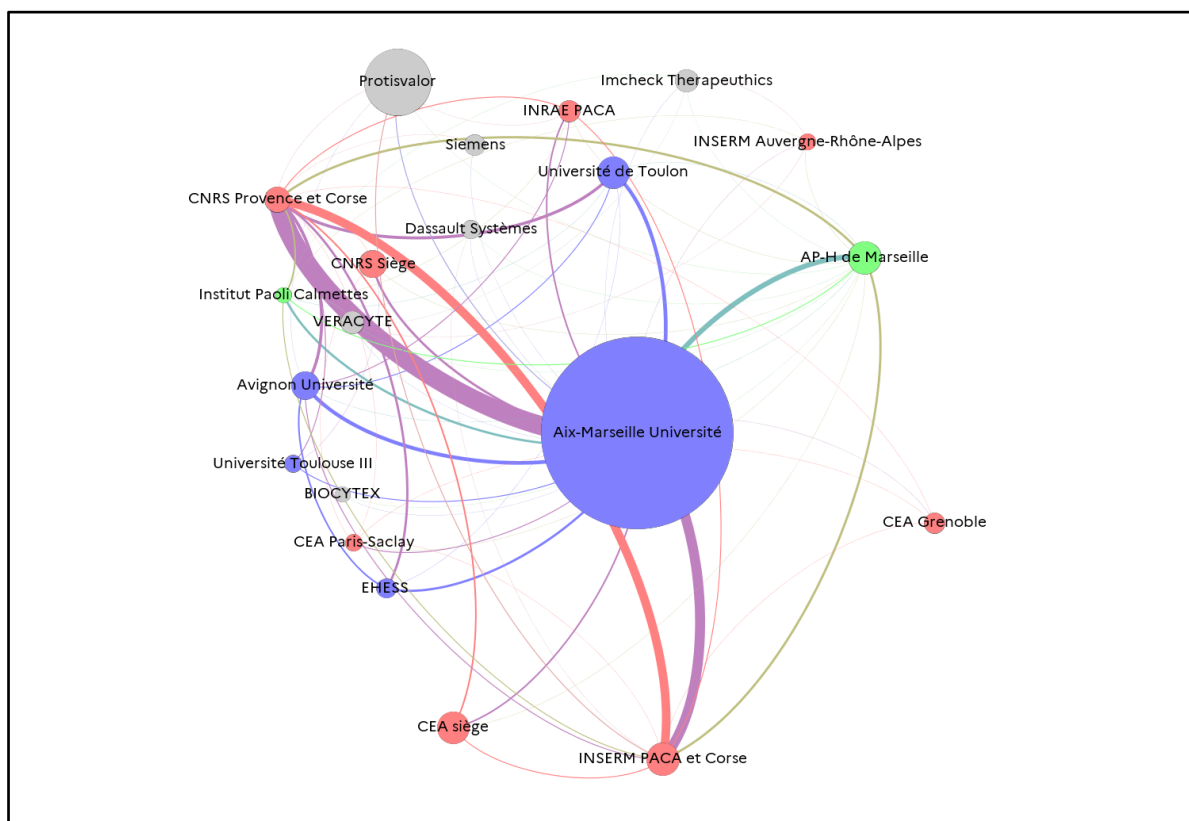 Protisvalor
Imcheck Therapeuthics
INRAE PACA
Siemens
INSERM Auvergne-Rhône-Alpes
Université de Toulon
CNRS Provence et Corse
Dassault Systèmes
AP-H de Marseille
CNRS Siège
Institut Paoli Calmettes
VERACYTE
Avignon Université
Aix-Marseille Université
Université Toulouse III
BIOCYTEX
CEA Grenoble
CEA Paris-Saclay
EHESS
CEA siège
INSERM PACA et Corse